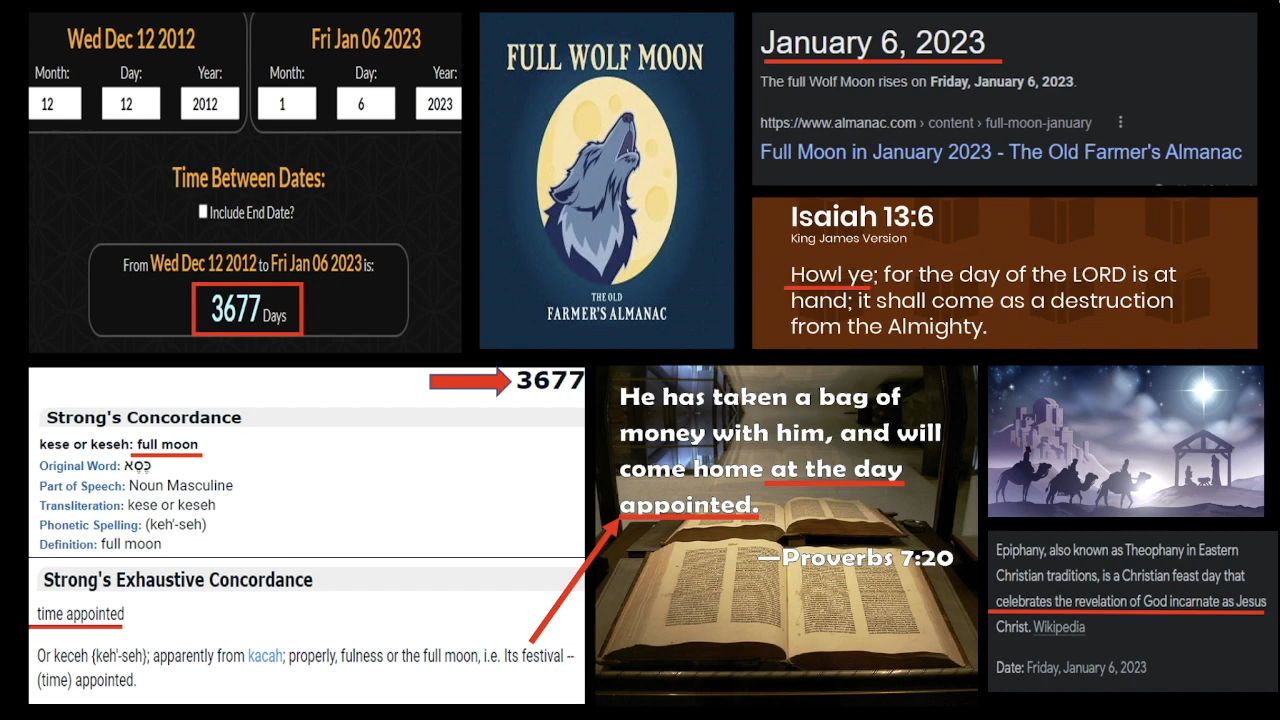 Wed Dec 12 2012
Fri Jan 06 2023
Month:
Day:
Year:
Month:
Day:
Year:
12
12
2012
1
6
2023
Time Between Dates:
Include End Date?
From Wed Dec 12 2012 to Fri Jan 06 2023 is:
3677 Days
FULL WOLF MOON
THE OLD
FARMER'S ALMANAC
January 6, 2023
The full Wolf Moon rises on Friday, January 6, 2023.
https://www.almanac.com › content › full-moon-january
Full Moon in January 2023 - The Old Farmer's Almanac
Isaiah 13:6
King James Version
Howl ye; for the day of the LORD is at
hand; it shall come as a destruction
from the Almighty.
3677
Strong's Concordance
kese or keseh: full moon
Original Word: כֶּסֶא
Part of Speech: Noun Masculine
Transliteration: kese or keseh
Phonetic Spelling: (keh'-seh)
Definition: full moon
Strong's Exhaustive Concordance
time appointed
Or keceh {keh'-seh}; apparently from kacah; properly, fulness or the full moon, i.e. Its festival --
(time) appointed.
He has taken a bag of
money with him, and will
come home at the day
appointed.
—Proverbs 7:20
Epiphany, also known as Theophany in Eastern
Christian traditions, is a Christian feast day that
celebrates the revelation of God incarnate as Jesus
Christ. Wikipedia
Date: Friday, January 6, 2023